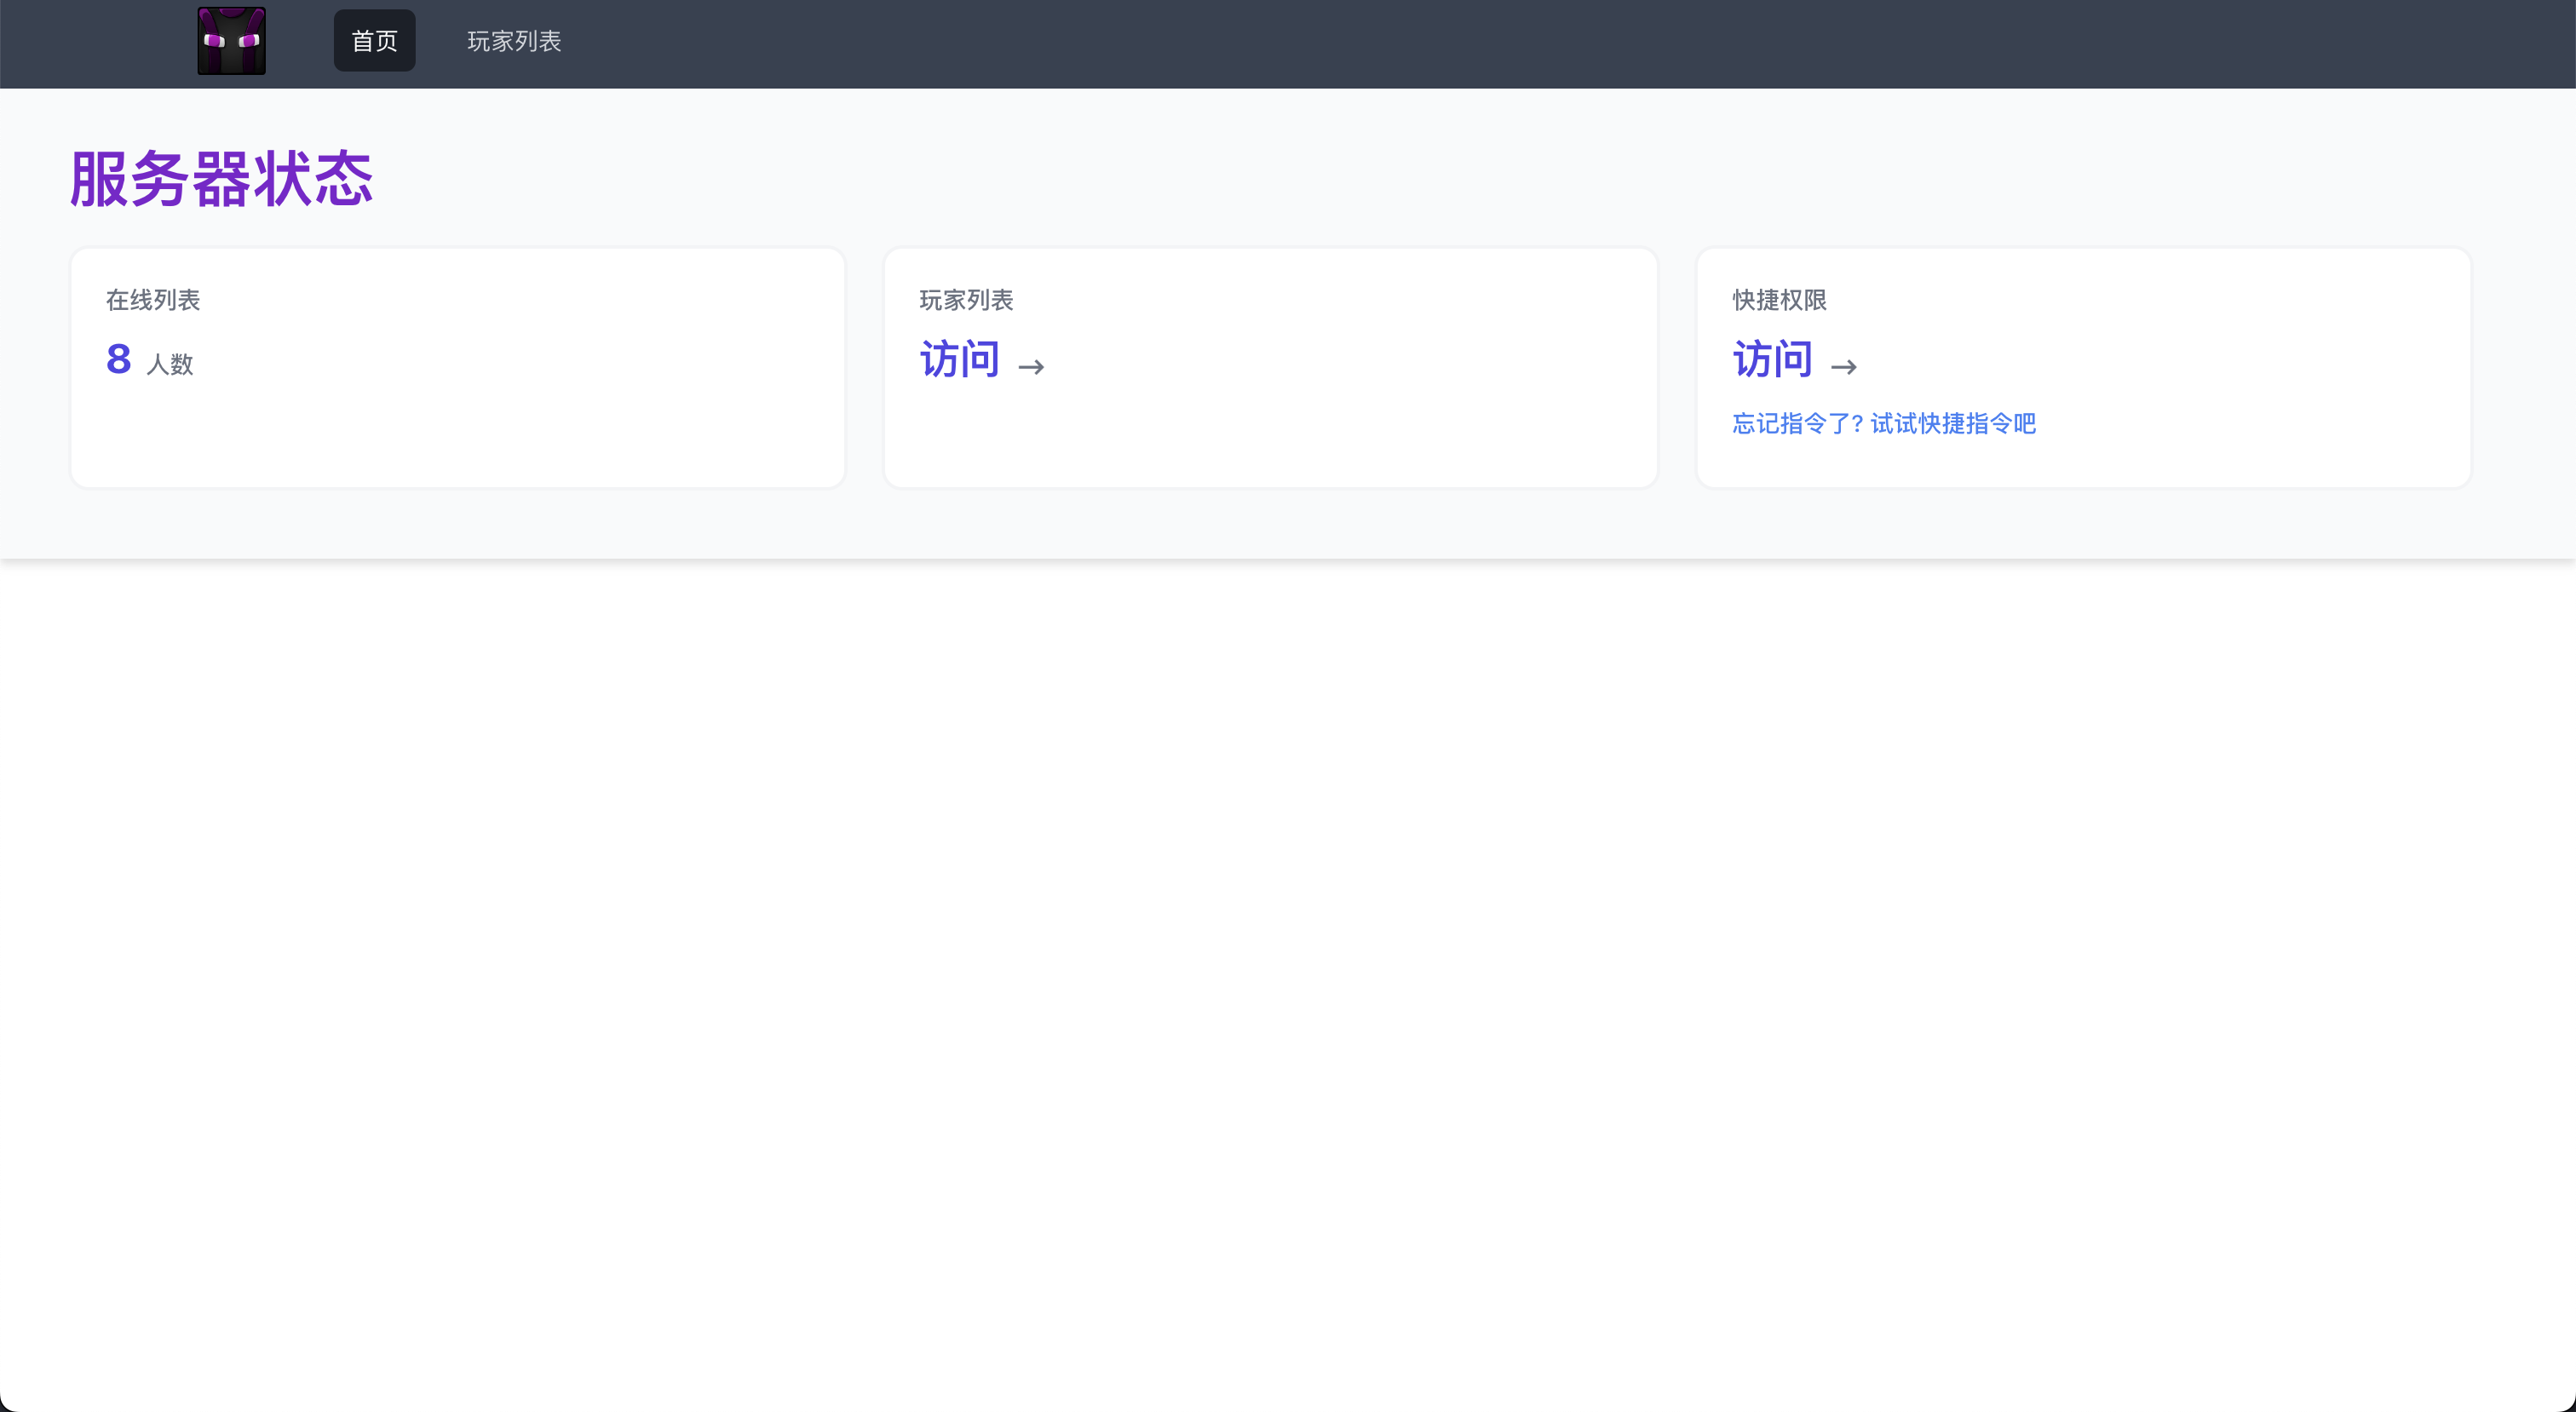 首页
玩家列表
服务器状态
在线列表
8 人数
玩家列表
访问 →
快捷权限
访问 →
忘记指令了? 试试快捷指令吧